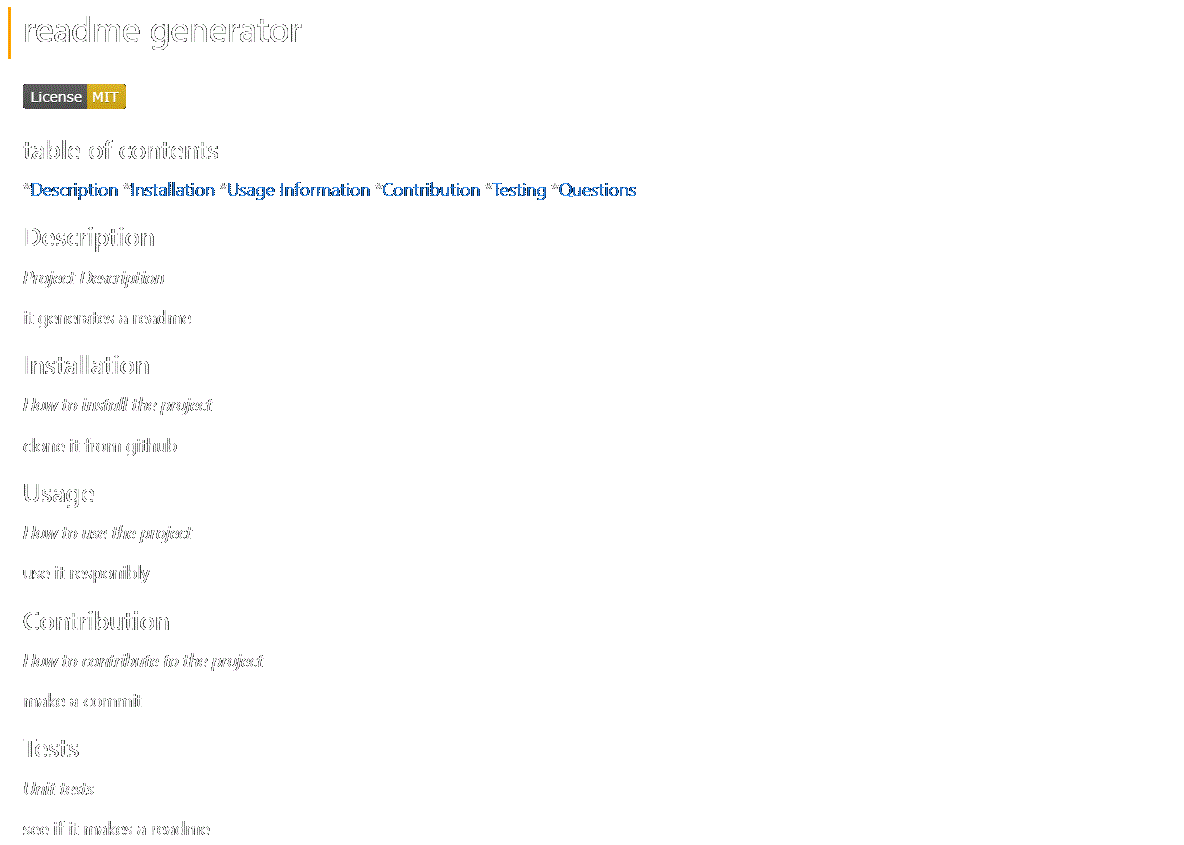 readme generator
License MIT
table of contents
*Description *Installation *Usage Information *Contribution *Testing *Questions
Description
Project Description
it generates a readme
Installation
How to install the project
clone it from github
Usage
How to use the project
use it responibly
Contribution
How to contribute to the project
make a commit
Tests
Unit tests
see if it makes a readme